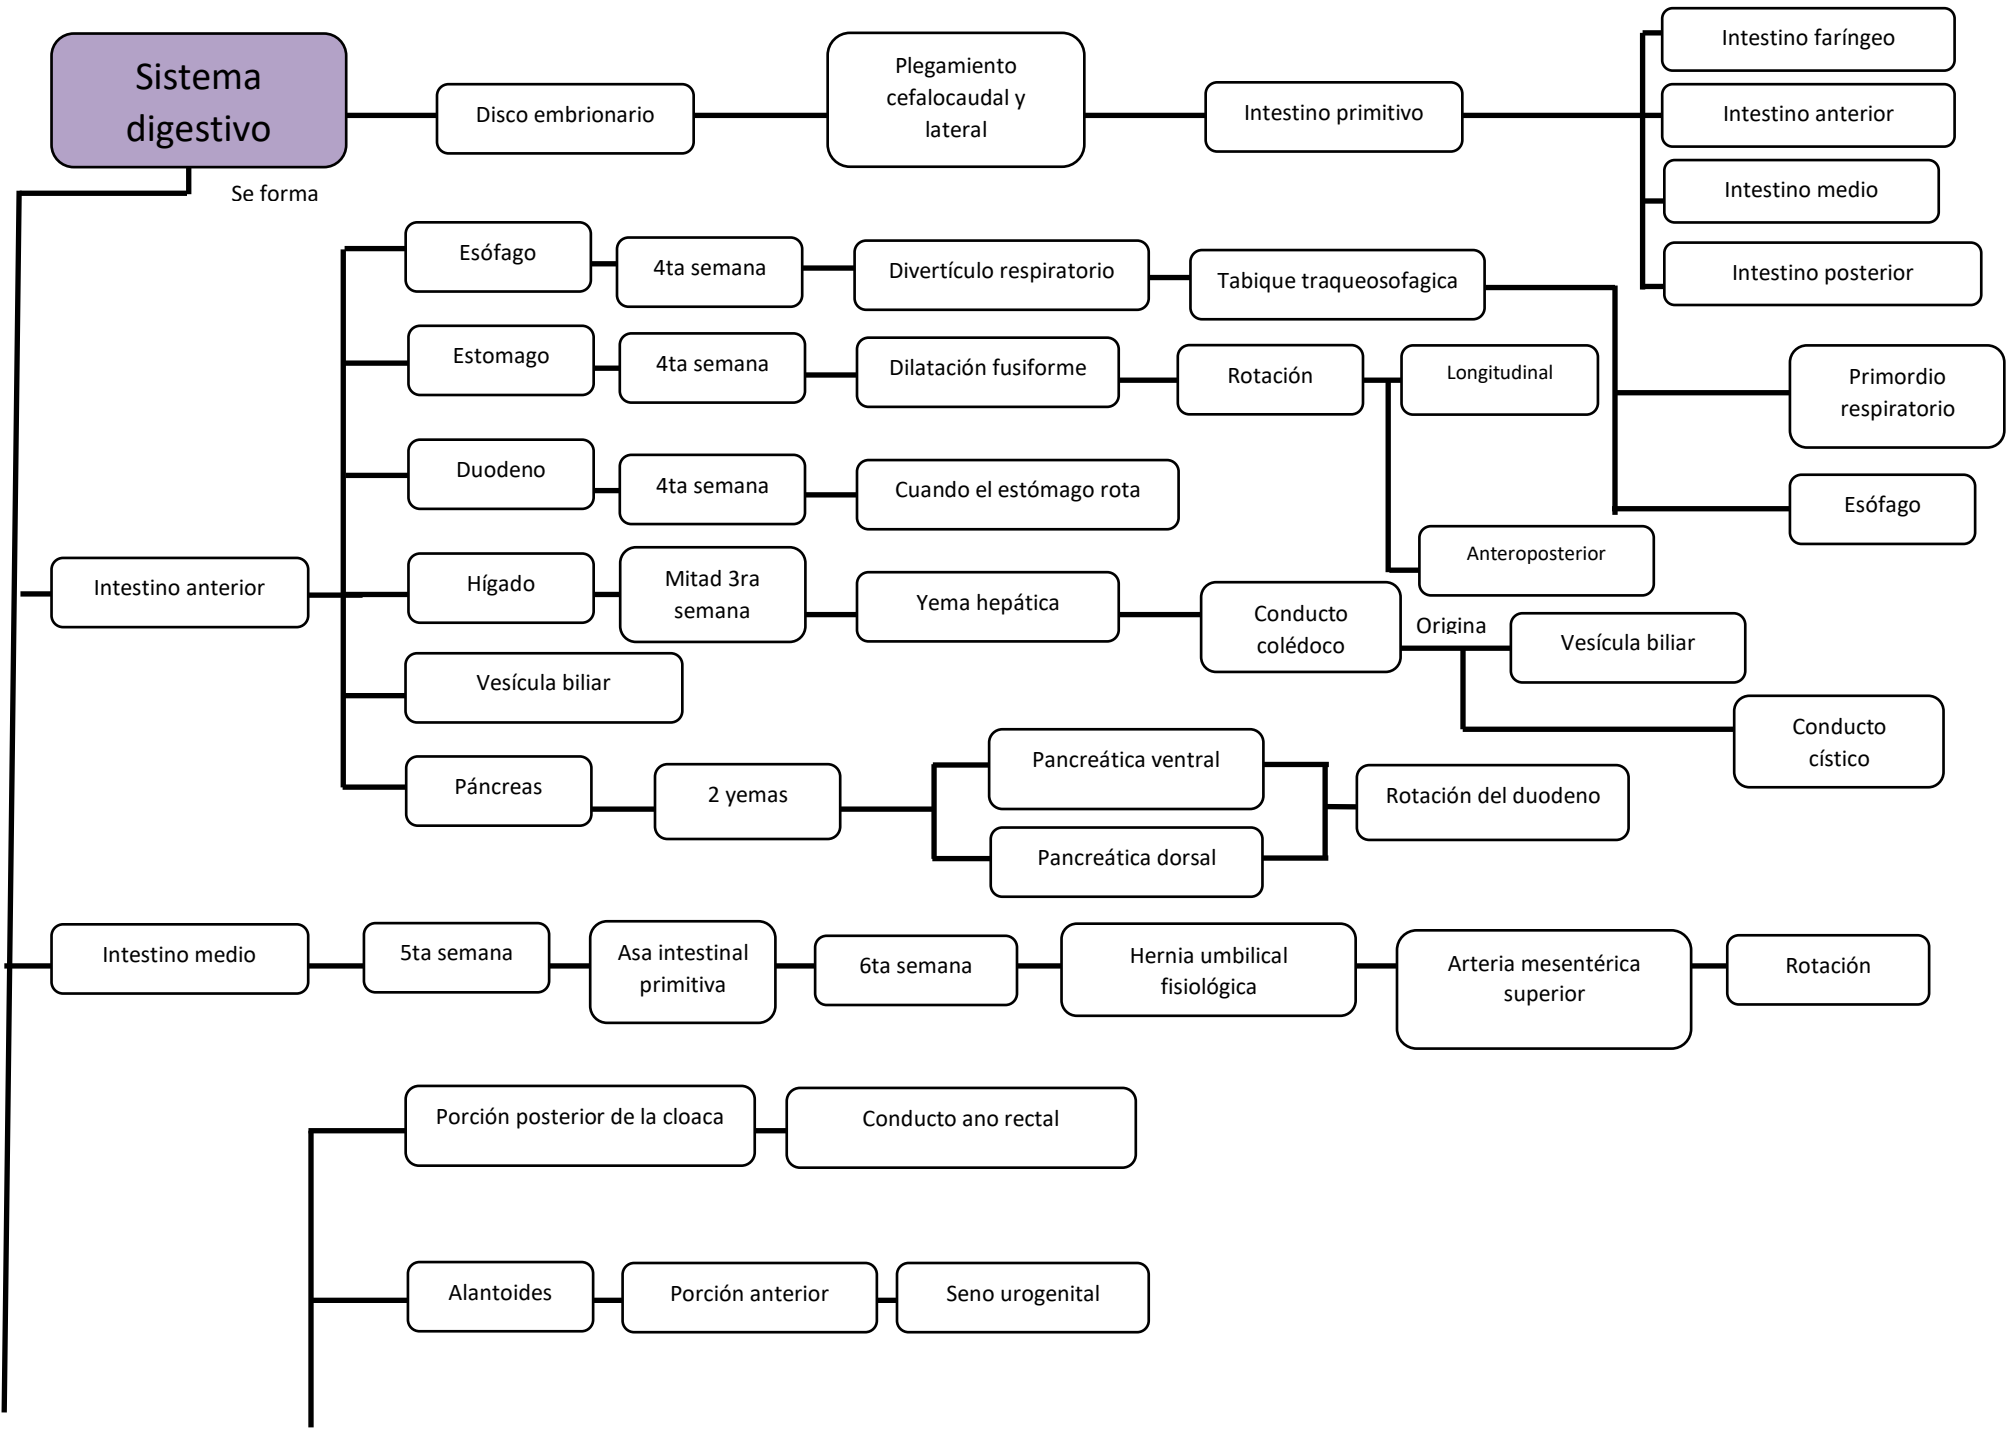 Sistema
digestivo
Disco embrionario
Plegamiento
cefalocaudal y
lateral
Intestino primitivo
Intestino faríngeo
Intestino anterior
Intestino medio
Intestino posterior
Se forma
Intestino anterior
Esófago
4ta semana
Divertículo respiratorio
Tabique traqueosofagica
Primordio
respiratorio
Esófago
Estomago
4ta semana
Dilatación fusiforme
Rotación
Longitudinal
Anteroposterior
Duodeno
4ta semana
Cuando el estómago rota
Hígado
Mitad 3ra
semana
Yema hepática
Conducto
colédoco
Origina
Vesícula biliar
Conducto
cístico
Vesícula biliar
Páncreas
2 yemas
Pancreática ventral
Pancreática dorsal
Rotación del duodeno
Intestino medio
5ta semana
Asa intestinal
primitiva
6ta semana
Hernia umbilical
fisiológica
Arteria mesentérica
superior
Rotación
Porción posterior de la cloaca
Conducto ano rectal
Alantoides
Porción anterior
Seno urogenital